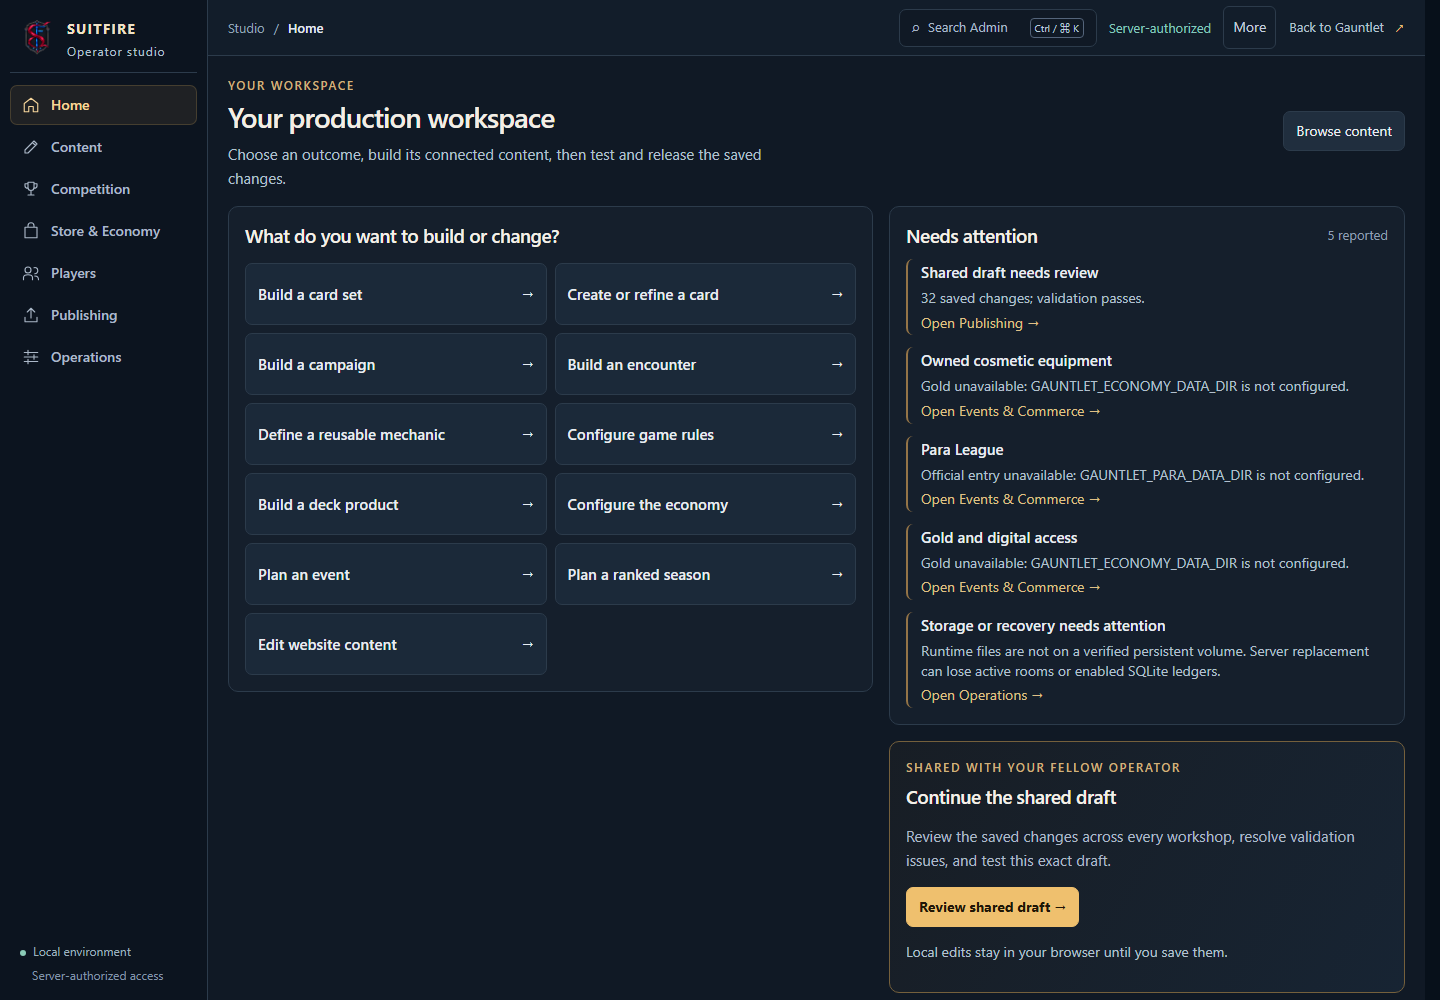 SUITFIRE
Operator studio
Home
Content
Competition
Store & Economy
Players
Publishing
Operations
Local environment
Server-authorized access
Studio / Home
Search Admin Ctrl / ⌘ K
Server-authorized
More
Back to Gauntlet ↗
YOUR WORKSPACE
Your production workspace
Choose an outcome, build its connected content, then test and release the saved
changes.
Browse content
What do you want to build or change?
Build a card set →
Create or refine a card →
Build a campaign →
Build an encounter →
Define a reusable mechanic →
Configure game rules →
Build a deck product →
Configure the economy →
Plan an event →
Plan a ranked season →
Edit website content →
Needs attention
5 reported
Shared draft needs review
32 saved changes; validation passes.
Open Publishing →
Owned cosmetic equipment
Gold unavailable: GAUNTLET_ECONOMY_DATA_DIR is not configured.
Open Events & Commerce →
Para League
Official entry unavailable: GAUNTLET_PARA_DATA_DIR is not configured.
Open Events & Commerce →
Gold and digital access
Gold unavailable: GAUNTLET_ECONOMY_DATA_DIR is not configured.
Open Events & Commerce →
Storage or recovery needs attention
Runtime files are not on a verified persistent volume. Server replacement
can lose active rooms or enabled SQLite ledgers.
Open Operations →
SHARED WITH YOUR FELLOW OPERATOR
Continue the shared draft
Review the saved changes across every workshop, resolve validation
issues, and test this exact draft.
Review shared draft →
Local edits stay in your browser until you save them.